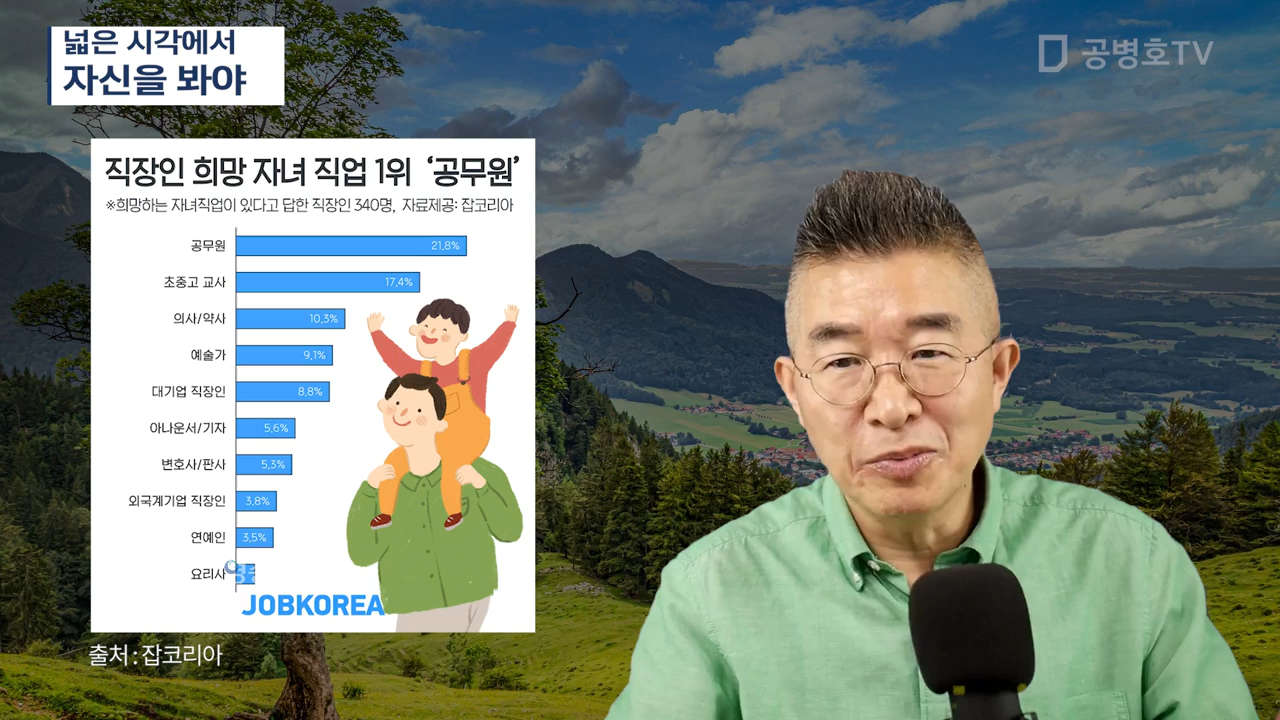 넓은 시각에서
자신을 봐야
공병호TV
직장인 희망 자녀 직업 1위 ‘공무원’
※희망하는 자녀직업이 있다고 답한 직장인 340명, 자료제공: 잡코리아
공무원 21.8%
초중고 교사 17.4%
의사/약사 10.3%
예술가 9.1%
대기업 직장인 8.8%
아나운서/기자 5.6%
변호사/판사 5.3%
외국계기업 직장인 3.8%
연예인 3.5%
요리사
JOBKOREA
출처 : 잡코리아